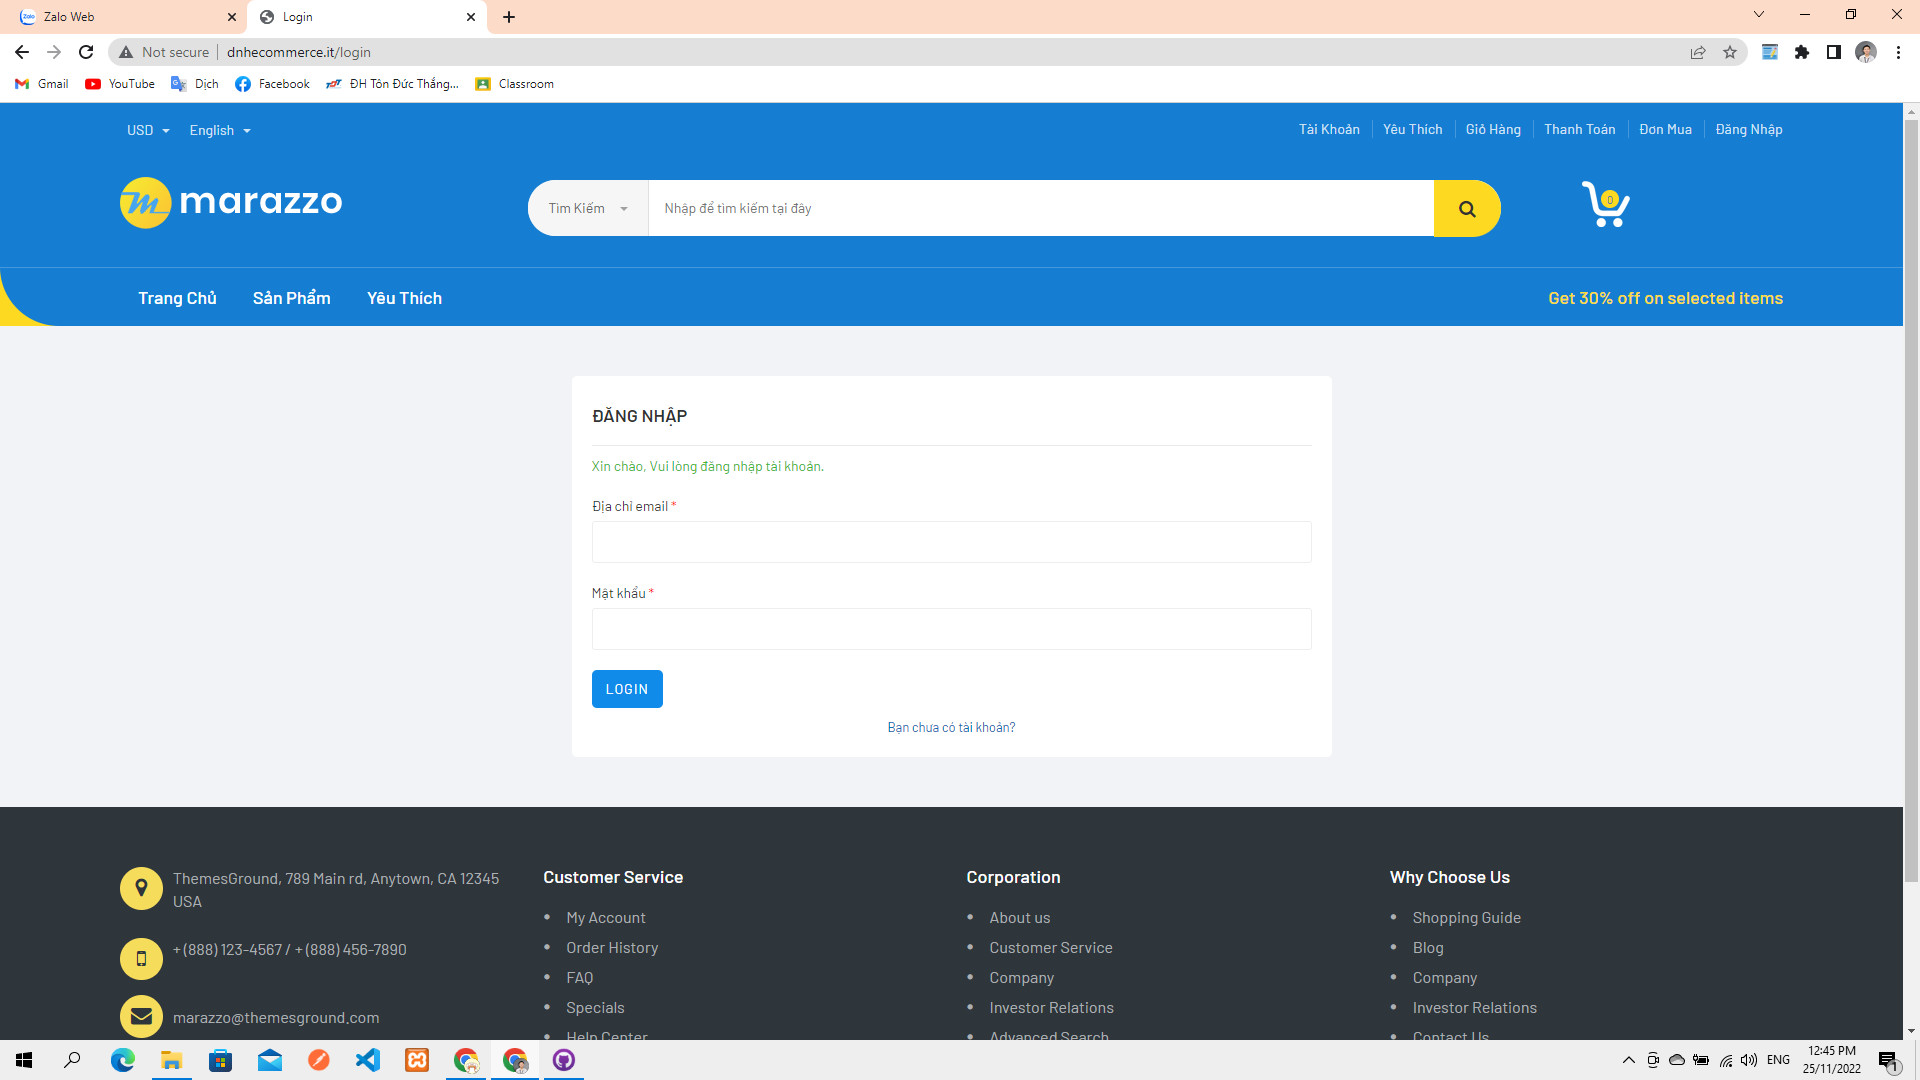 Zalo Web
Login
Not secure
dnhecommerce.it/login
Gmail
YouTube
Dịch
Facebook
ĐH Tôn Đức Thắng...
Classroom
USD
English
Tài Khoản
Yêu Thích
Giỏ Hàng
Thanh Toán
Đơn Mua
Đăng Nhập
marazzo
Tìm Kiếm
Nhập để tìm kiếm tại đây
0
Trang Chủ
Sản Phẩm
Yêu Thích
Get 30% off on selected items
ĐĂNG NHẬP
Xin chào, Vui lòng đăng nhập tài khoản.
Địa chỉ email *
Mật khẩu *
LOGIN
Bạn chưa có tài khoản?
ThemesGround, 789 Main rd, Anytown, CA 12345
USA
+ (888) 123-4567 / + (888) 456-7890
marazzo@themesground.com
Customer Service
My Account
Order History
FAQ
Specials
Help Center
Corporation
About us
Customer Service
Company
Investor Relations
Advanced Search
Why Choose Us
Shopping Guide
Blog
Company
Investor Relations
Contact Us
ENG
12:45 PM
25/11/2022
1